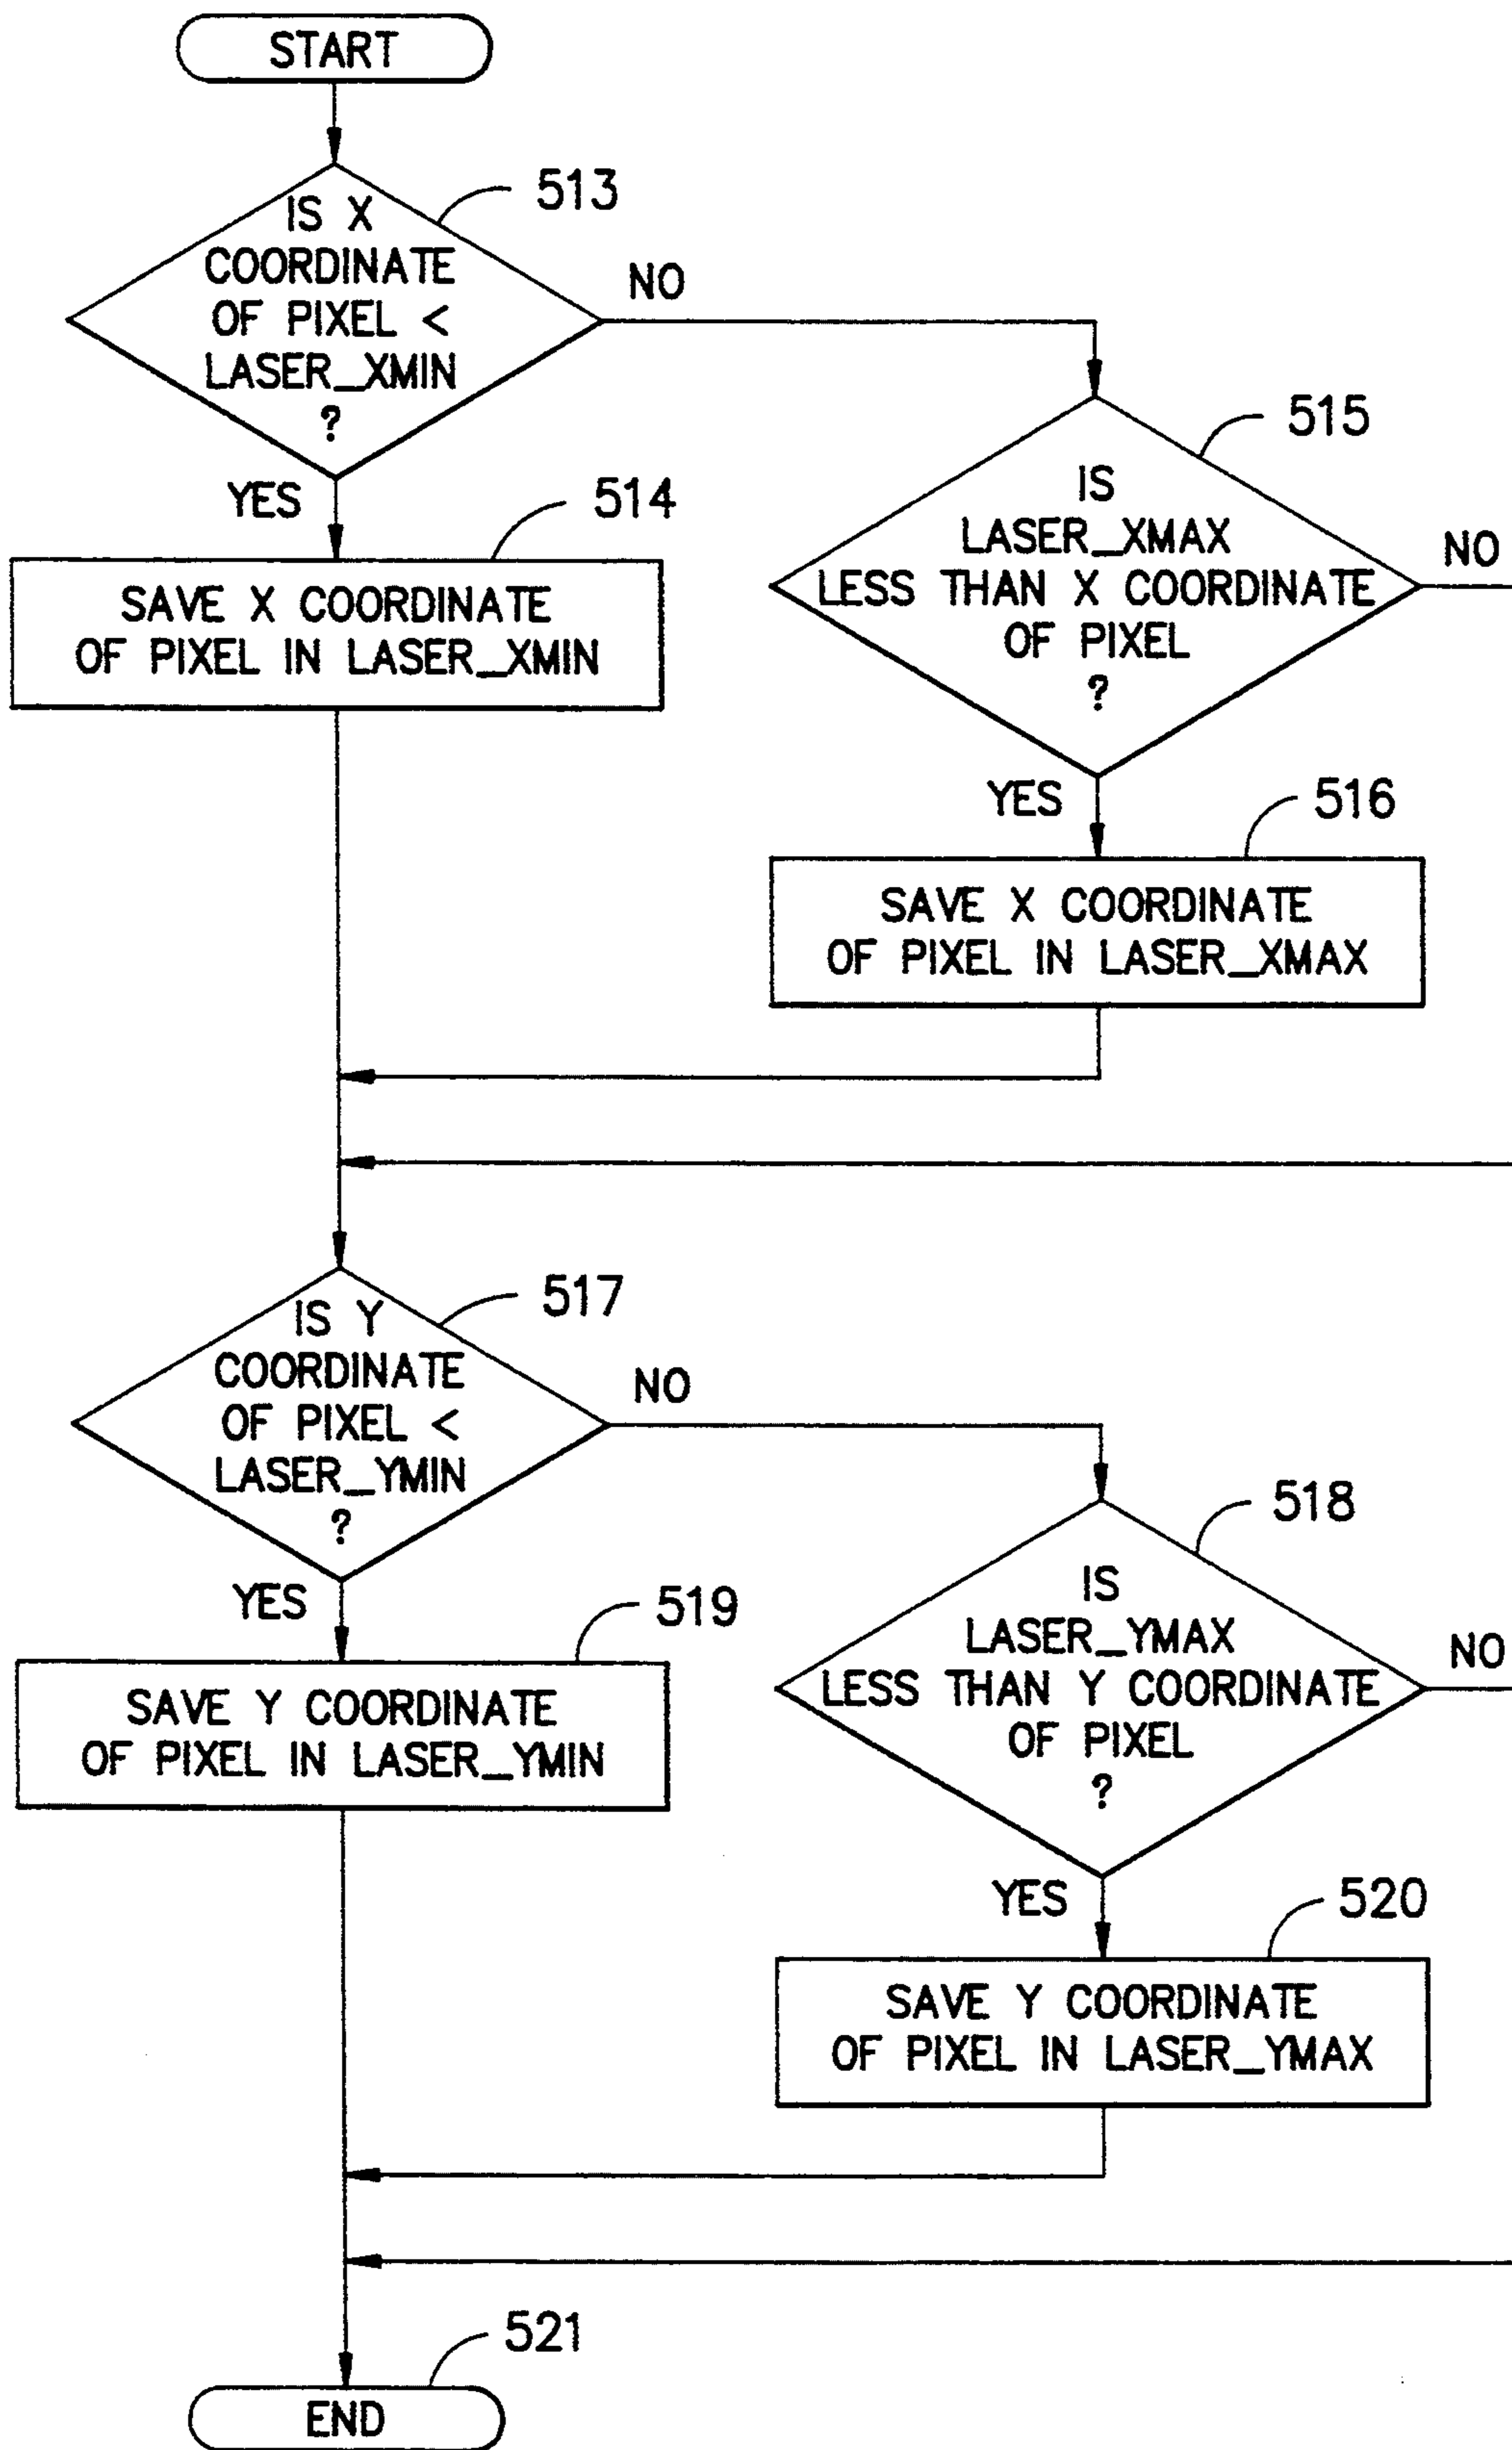 START
513
IS X
COORDINATE
OF PIXEL <
LASER_XMIN
?
NO
YES
514
SAVE X COORDINATE
OF PIXEL IN LASER_XMIN
515
IS
LASER_XMAX
LESS THAN X COORDINATE
OF PIXEL
?
NO
YES
516
SAVE X COORDINATE
OF PIXEL IN LASER_XMAX
517
IS Y
COORDINATE
OF PIXEL <
LASER_YMIN
?
NO
YES
519
SAVE Y COORDINATE
OF PIXEL IN LASER_YMIN
518
IS
LASER_YMAX
LESS THAN Y COORDINATE
OF PIXEL
?
NO
YES
520
SAVE Y COORDINATE
OF PIXEL IN LASER_YMAX
521
END